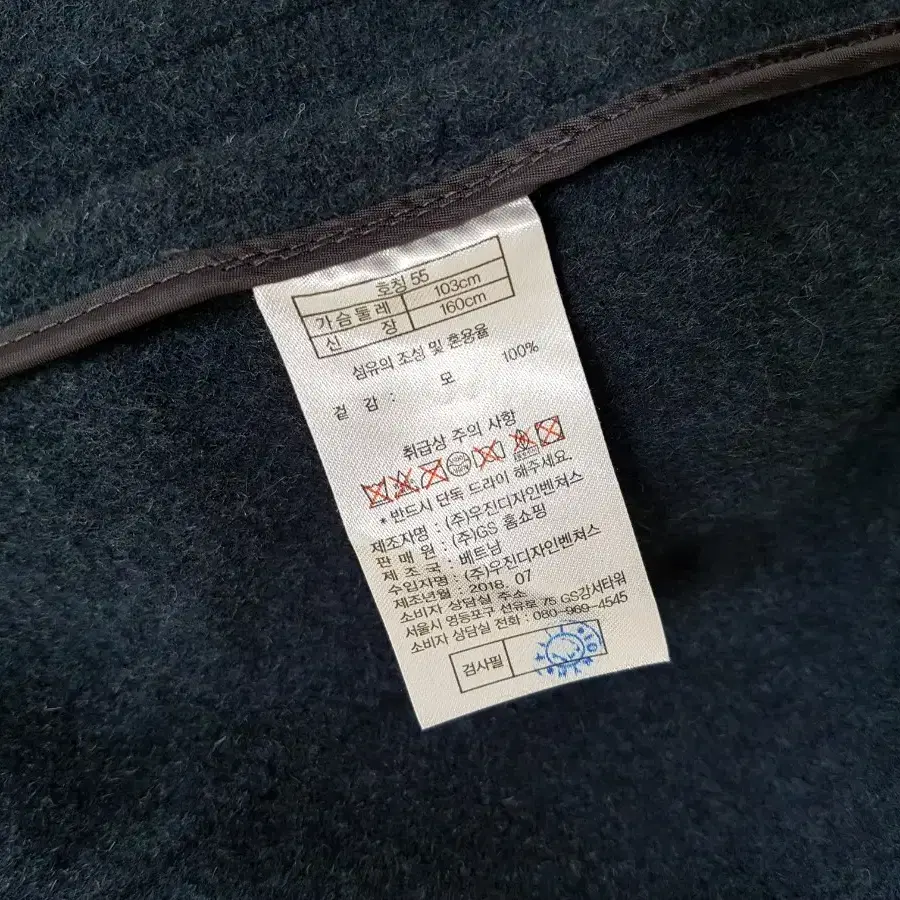 호칭 55
가슴둘레 103cm
신 장 160cm
섬유의 조성 및 혼용율
겉 감 : 모 100%
취급상 주의 사항
* 반드시 단독 드라이 해주세요.
제조자명 : (주)우진디자인벤쳐스
판 매 원 : (주)GS 홈쇼핑
제 조 국 : 베트남
수입자명 : (주)우진디자인벤쳐스
제조년월 : 2018. 07
소비자 상담실 주소
서울시 영등포구 선유로 75 GS강서타워
소비자 상담실 전화 : 080-969-4545
검사필